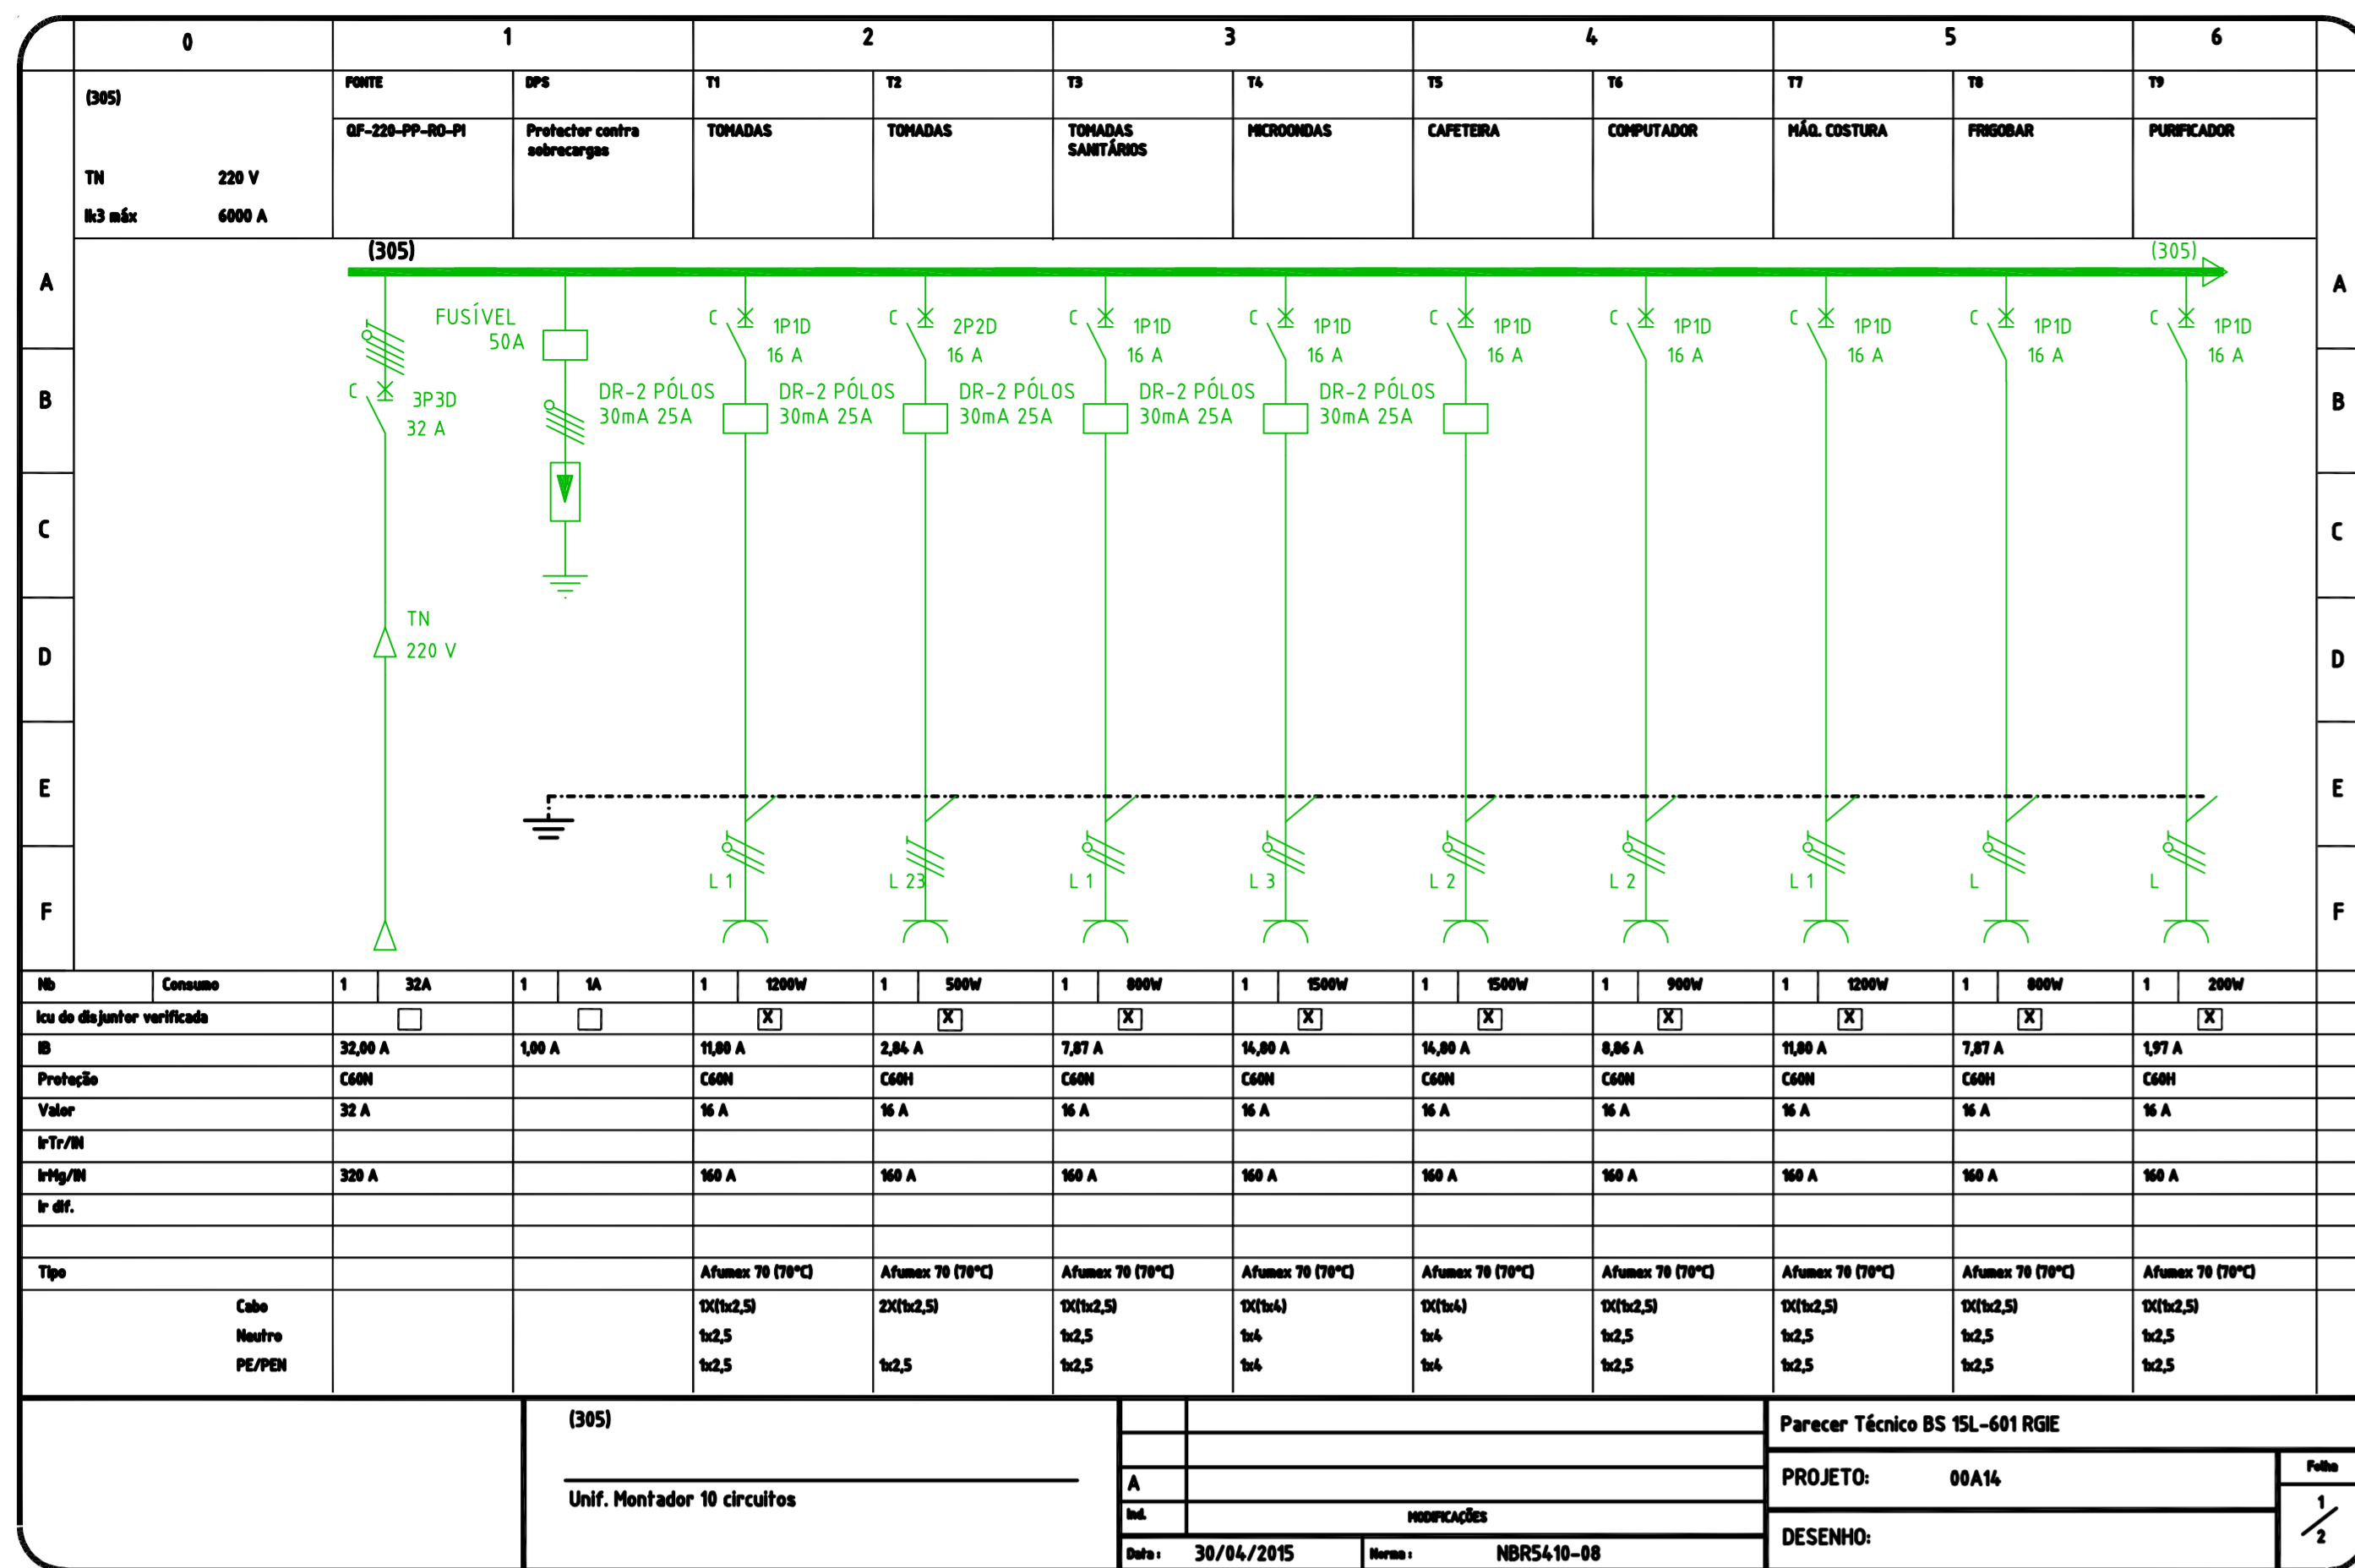 0 1 2 3 4 5 6
(305)
TN 220 V
Ik3 máx 6000 A
FONTE DPS T1 T2 T3 T4 T5 T6 T7 T8 T9
QF-220-PP-R0-PI Protector contra TOMADAS TOMADAS TOMADAS MICROONDAS CAFETEIRA COMPUTADOR MÁQ. COSTURA FRIGOBAR PURIFICADOR
sobrecargas SANITÁRIOS
(305) (305)
A A
FUSÍVEL C 1P1D C 2P2D C 1P1D C 1P1D C 1P1D C 1P1D C 1P1D C 1P1D C 1P1D
50A 16 A 16 A 16 A 16 A 16 A 16 A 16 A 16 A 16 A
B C 3P3D DR-2 PÓLOS DR-2 PÓLOS DR-2 PÓLOS DR-2 PÓLOS DR-2 PÓLOS B
32 A 30mA 25A 30mA 25A 30mA 25A 30mA 25A 30mA 25A
C C
TN
D 220 V D
E E
L 1 L 23 L 1 L 3 L 2 L 2 L 1 L L
F F
Nb Consumo 1 32A 1 1A 1 1200W 1 500W 1 800W 1 1500W 1 1500W 1 900W 1 1200W 1 800W 1 200W
Icu do disjuntor verificada X X X X X X X X X
IB 32,00 A 1,00 A 11,80 A 2,84 A 7,87 A 14,80 A 14,80 A 8,86 A 11,80 A 7,87 A 1,97 A
Proteção C60N C60N C60H C60N C60N C60N C60N C60N C60H C60H
Valor 32 A 16 A 16 A 16 A 16 A 16 A 16 A 16 A 16 A 16 A
IrTr/IN
IrMg/IN 320 A 160 A 160 A 160 A 160 A 160 A 160 A 160 A 160 A 160 A
Ir dif.
Tipo Afumex 70 (70°C) Afumex 70 (70°C) Afumex 70 (70°C) Afumex 70 (70°C) Afumex 70 (70°C) Afumex 70 (70°C) Afumex 70 (70°C) Afumex 70 (70°C) Afumex 70 (70°C)
Cabo 1X(1x2,5) 2X(1x2,5) 1X(1x2,5) 1X(1x4) 1X(1x4) 1X(1x2,5) 1X(1x2,5) 1X(1x2,5) 1X(1x2,5)
Neutro 1x2,5 1x2,5 1x4 1x4 1x2,5 1x2,5 1x2,5 1x2,5
PE/PEN 1x2,5 1x2,5 1x2,5 1x4 1x4 1x2,5 1x2,5 1x2,5 1x2,5
(305)
Unif. Montador 10 circuitos
A
Ind. MODIFICAÇÕES
Data : 30/04/2015 Norma : NBR5410-08
Parecer Técnico BS 15L-601 RGIE
PROJETO: 00A14
DESENHO:
Folha
1
2